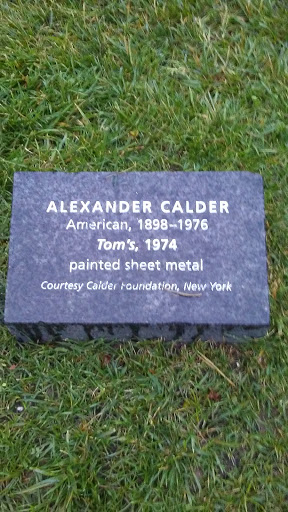 ALEXANDER CALDER
American, 1898–1976
Tom's, 1974
painted sheet metal
Courtesy Calder Foundation, New York